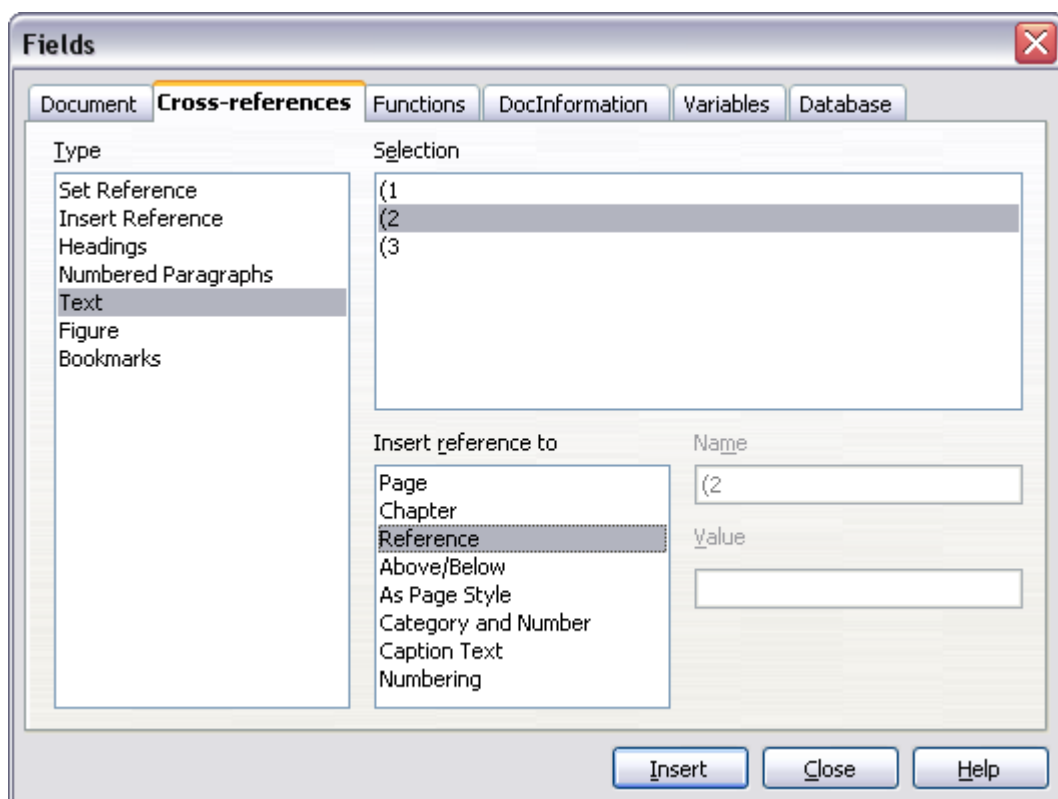 Fields
Document Cross-references Functions DocInformation Variables Database
Type
Set Reference
Insert Reference
Headings
Numbered Paragraphs
Text
Figure
Bookmarks
Selection
(1
(2
(3
Insert reference to
Page
Chapter
Reference
Above/Below
As Page Style
Category and Number
Caption Text
Numbering
Name
(2
Value
Insert Close Help